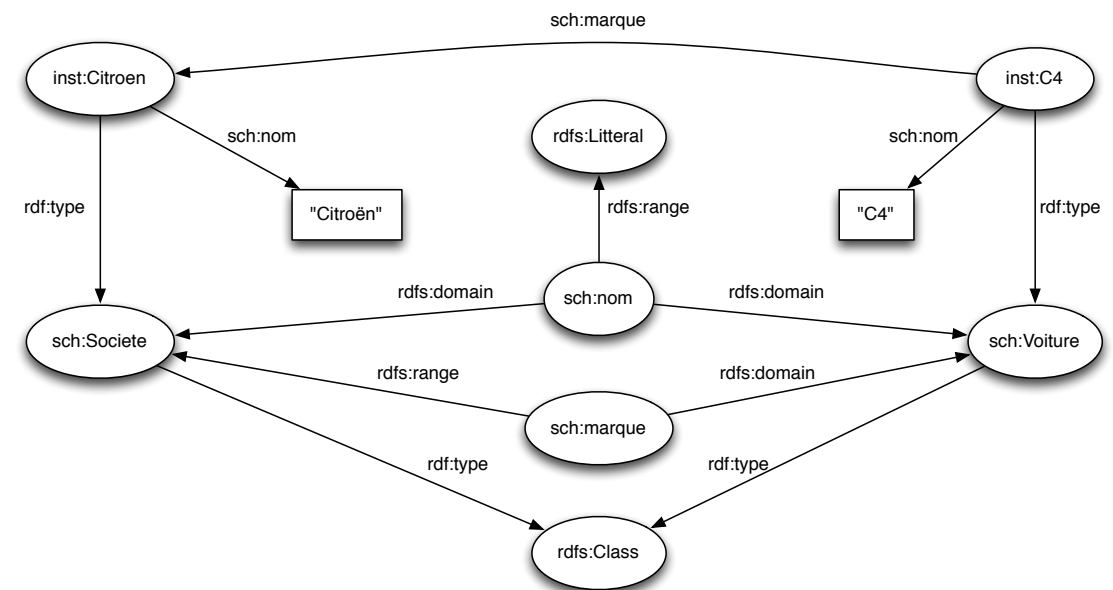 sch:marque
inst:Citroen
inst:C4
sch:nom
rdfs:Litteral
sch:nom
rdf:type
"Citroën"
rdfs:range
"C4"
rdf:type
rdfs:domain
sch:nom
rdfs:domain
sch:Societe
sch:Voiture
rdfs:range
rdfs:domain
sch:marque
rdf:type
rdf:type
rdfs:Class